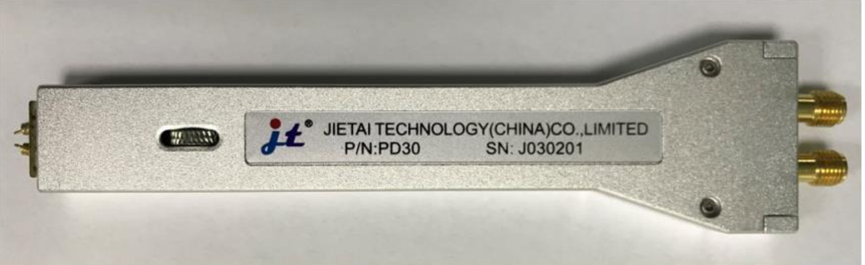 jt® JIETAI TECHNOLOGY(CHINA)CO.,LIMITED
P/N:PD30 SN: J030201